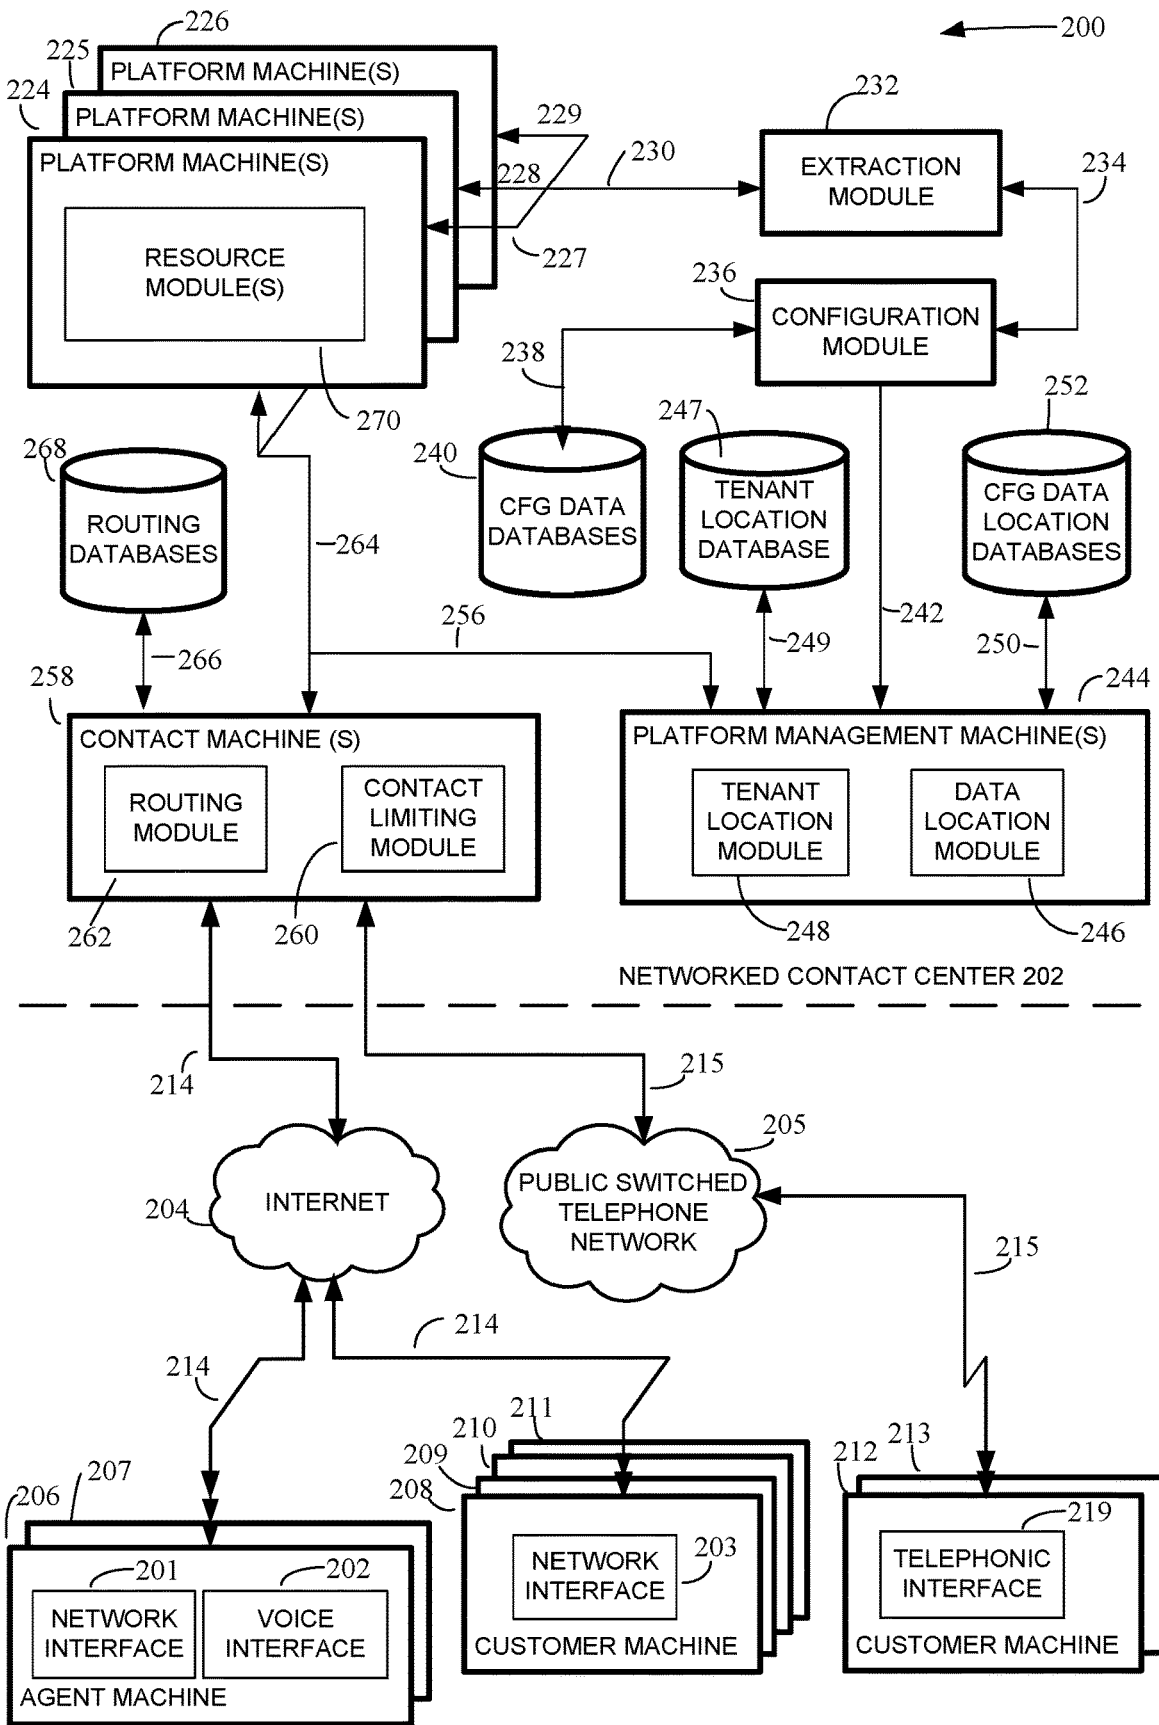 226
200
225
PLATFORM MACHINE(S)
224
PLATFORM MACHINE(S)
229
232
PLATFORM MACHINE(S)
228
230
EXTRACTION
MODULE
234
RESOURCE
MODULE(S)
227
236
CONFIGURATION
MODULE
238
270
268
240
247
252
ROUTING
DATABASES
CFG DATA
DATABASES
TENANT
LOCATION
DATABASE
CFG DATA
LOCATION
DATABASES
264
256
249
242
250
266
258
244
CONTACT MACHINE (S)
PLATFORM MANAGEMENT MACHINE(S)
ROUTING
MODULE
CONTACT
LIMITING
MODULE
TENANT
LOCATION
MODULE
DATA
LOCATION
MODULE
262
260
248
246
NETWORKED CONTACT CENTER 202
214
215
205
INTERNET
204
PUBLIC SWITCHED
TELEPHONE
NETWORK
215
214
214
211
210
209
208
213
212
207
206
201
202
NETWORK
INTERFACE
VOICE
INTERFACE
AGENT MACHINE
NETWORK
INTERFACE
203
CUSTOMER MACHINE
219
TELEPHONIC
INTERFACE
CUSTOMER MACHINE